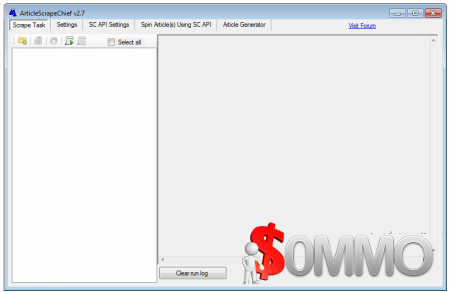 ArticleScrapeChief v2.7
Scrape Task Settings SC API Settings Spin Article(s) Using SC API Article Generator Visit Forum
Select all
Clear run log
$OMMO